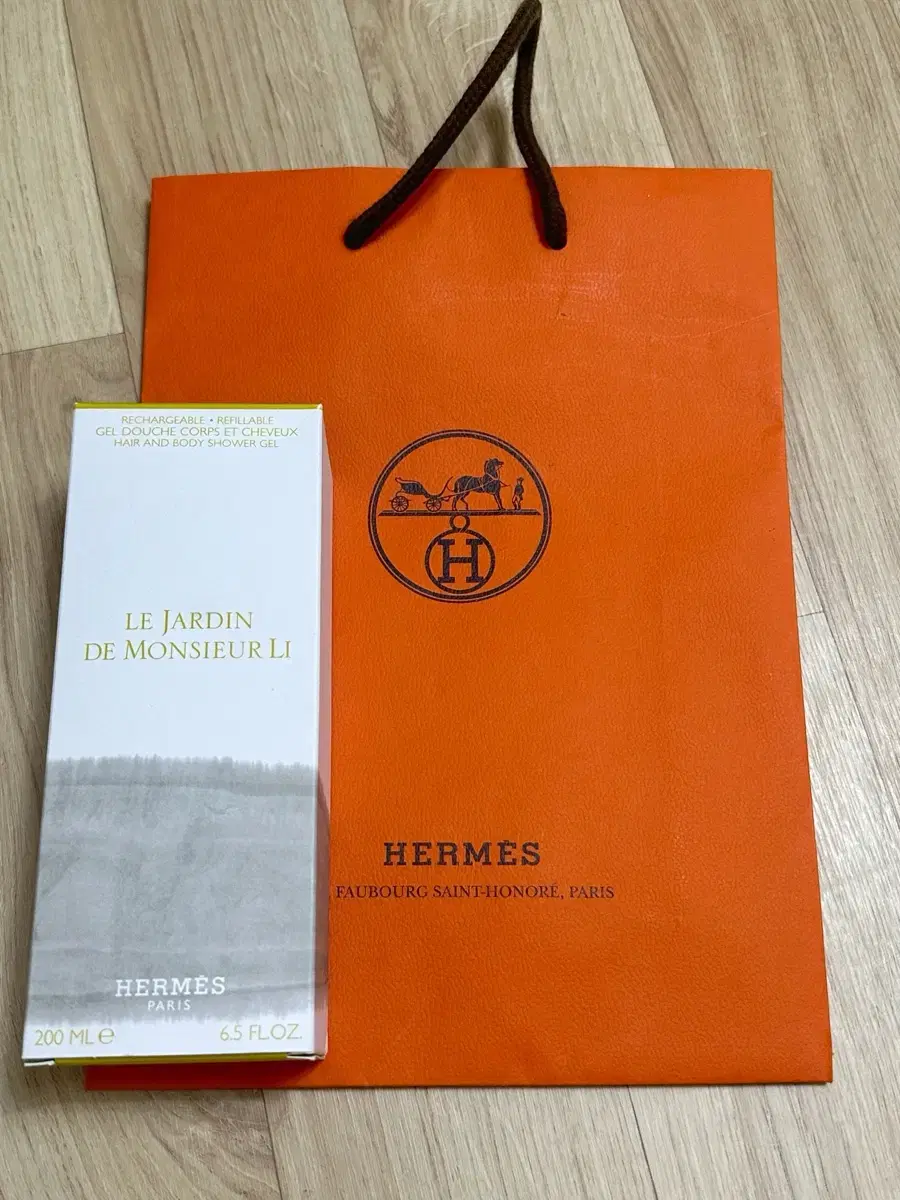 RECHARGEABLE • REFILLABLE
GEL DOUCHE CORPS ET CHEVEUX
HAIR AND BODY SHOWER GEL
LE JARDIN
DE MONSIEUR LI
HERMÈS
PARIS
200 ML ℮ 6.5 FL.OZ.
H
HERMÈS
FAUBOURG SAINT-HONORÉ, PARIS